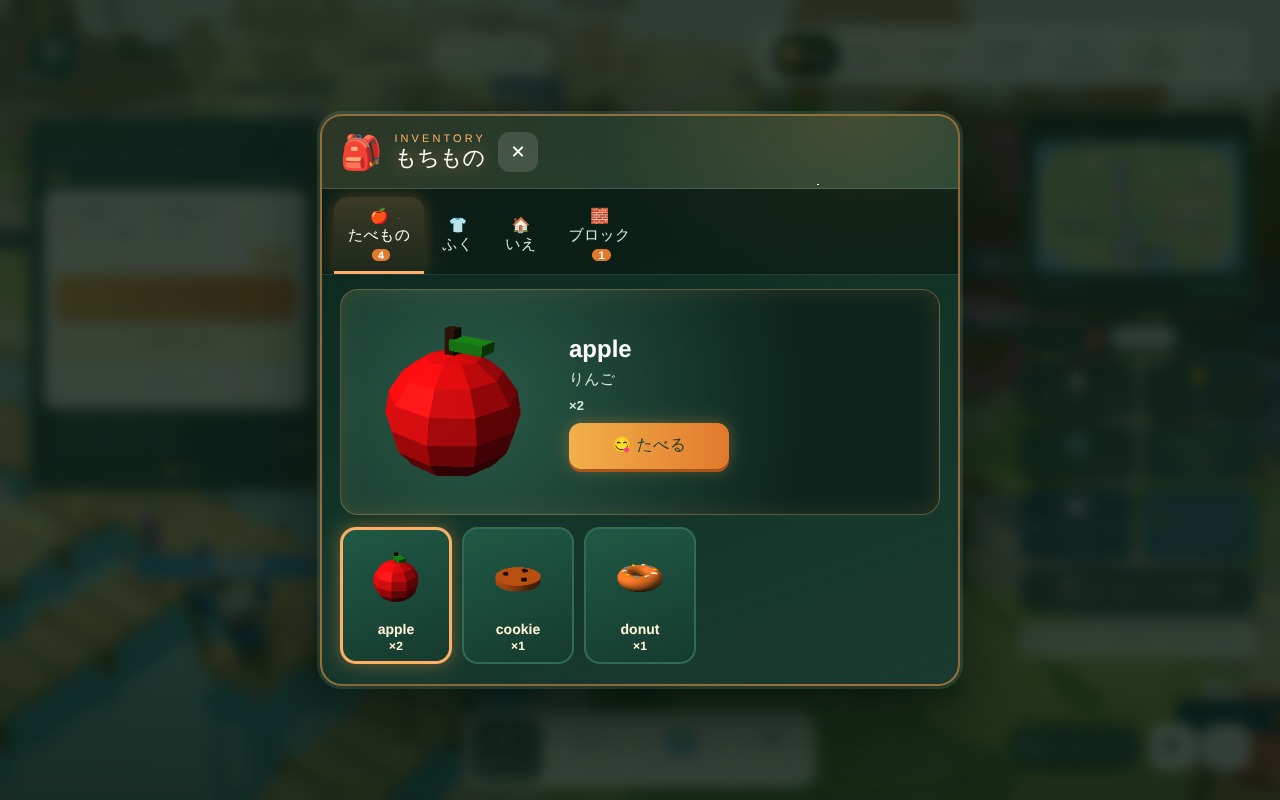 INVENTORY
もちもの
×
たべもの
4
ふく
いえ
ブロック
1
apple
りんご
×2
😋 たべる
apple
×2
cookie
×1
donut
×1